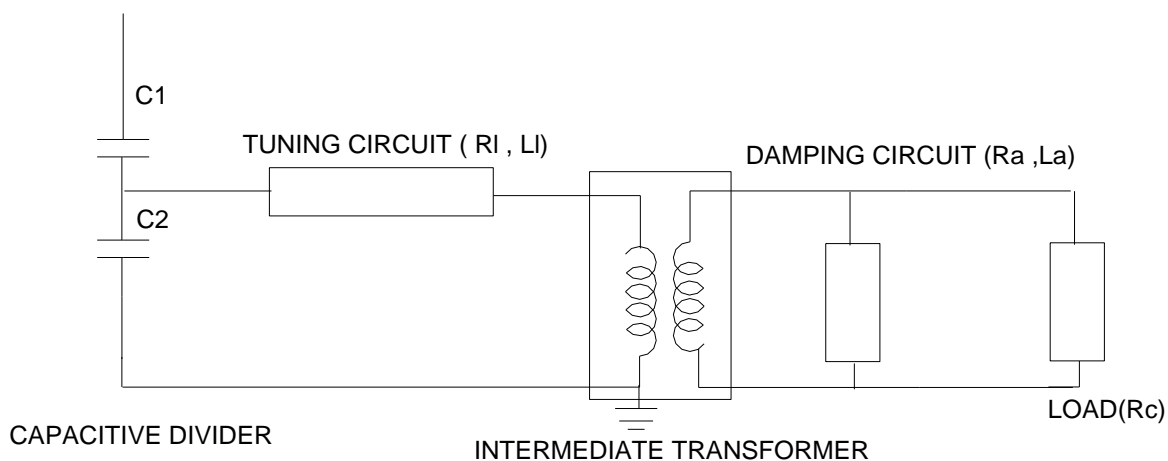 C1
TUNING CIRCUIT ( Rl , Ll)
DAMPING CIRCUIT (Ra ,La)
C2
LOAD(Rc)
CAPACITIVE DIVIDER
INTERMEDIATE TRANSFORMER